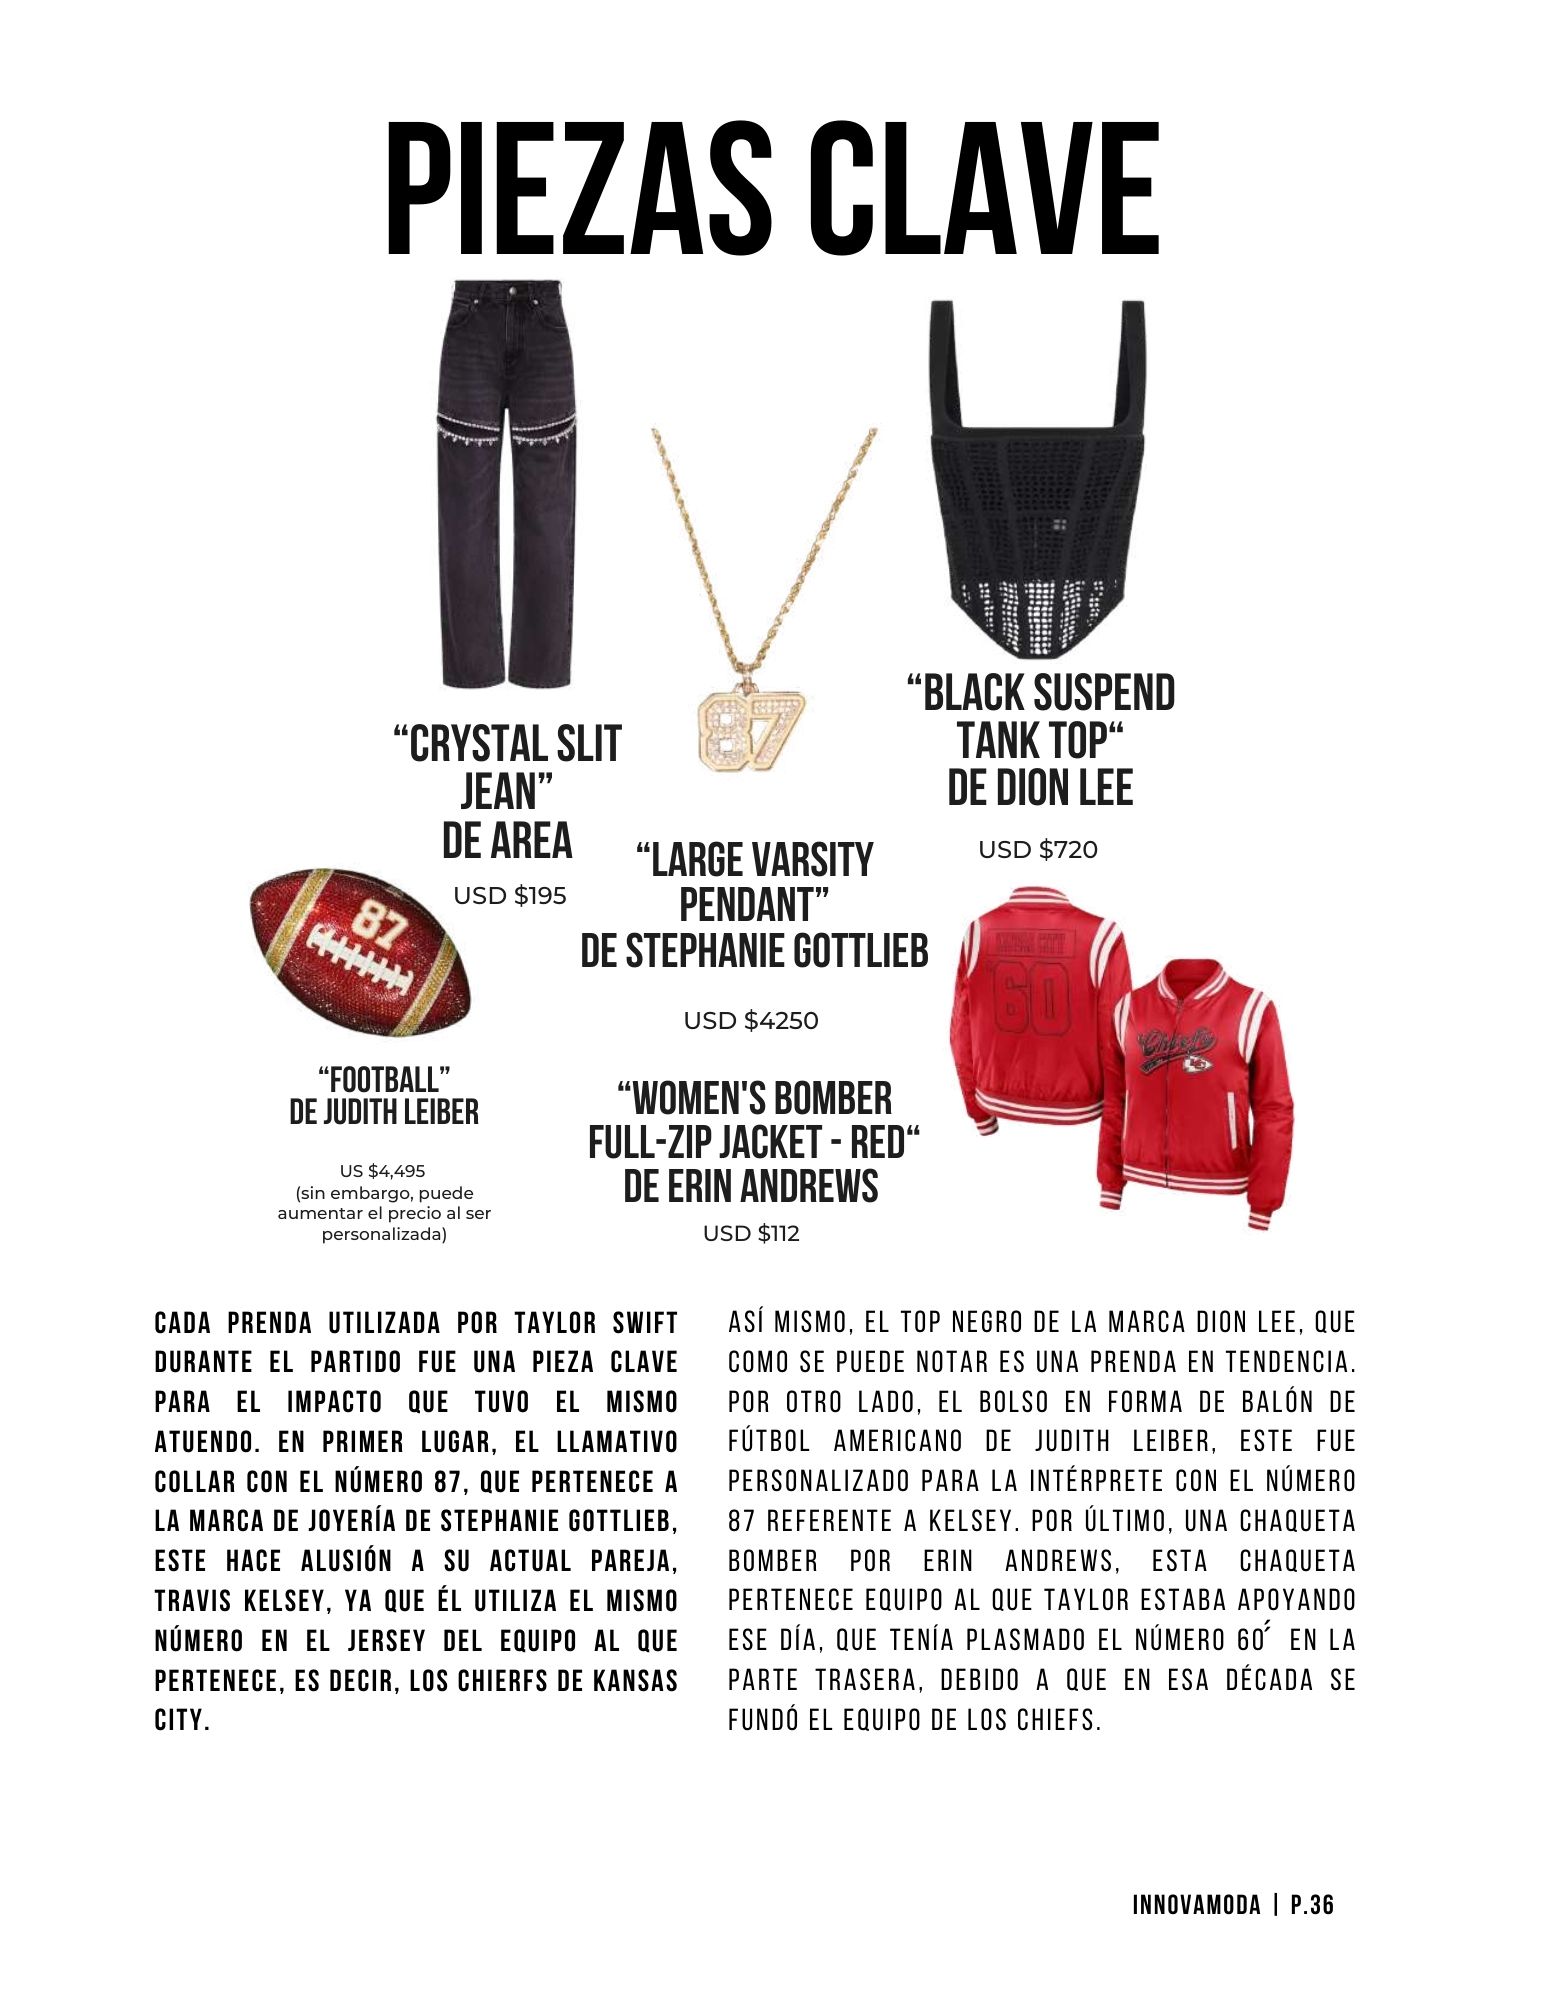 PIEZAS CLAVE
“CRYSTAL SLIT
JEAN”
DE AREA
USD $195
87
“LARGE VARSITY
PENDANT”
DE STEPHANIE GOTTLIEB
USD $4250
“BLACK SUSPEND
TANK TOP“
DE DION LEE
USD $720
87
“FOOTBALL”
DE JUDITH LEIBER
US $4,495
(sin embargo, puede
aumentar el precio al ser
personalizada)
“WOMEN'S BOMBER
FULL-ZIP JACKET - RED“
DE ERIN ANDREWS
USD $112
60
Chiefs
KC
CADA PRENDA UTILIZADA POR TAYLOR SWIFT
DURANTE EL PARTIDO FUE UNA PIEZA CLAVE
PARA EL IMPACTO QUE TUVO EL MISMO
ATUENDO. EN PRIMER LUGAR, EL LLAMATIVO
COLLAR CON EL NÚMERO 87, QUE PERTENECE A
LA MARCA DE JOYERÍA DE STEPHANIE GOTTLIEB,
ESTE HACE ALUSIÓN A SU ACTUAL PAREJA,
TRAVIS KELSEY, YA QUE ÉL UTILIZA EL MISMO
NÚMERO EN EL JERSEY DEL EQUIPO AL QUE
PERTENECE, ES DECIR, LOS CHIERFS DE KANSAS
CITY.
ASÍ MISMO, EL TOP NEGRO DE LA MARCA DION LEE, QUE
COMO SE PUEDE NOTAR ES UNA PRENDA EN TENDENCIA.
POR OTRO LADO, EL BOLSO EN FORMA DE BALÓN DE
FÚTBOL AMERICANO DE JUDITH LEIBER, ESTE FUE
PERSONALIZADO PARA LA INTÉRPRETE CON EL NÚMERO
87 REFERENTE A KELSEY. POR ÚLTIMO, UNA CHAQUETA
BOMBER POR ERIN ANDREWS, ESTA CHAQUETA
PERTENECE EQUIPO AL QUE TAYLOR ESTABA APOYANDO
ESE DÍA, QUE TENÍA PLASMADO EL NÚMERO 60´ EN LA
PARTE TRASERA, DEBIDO A QUE EN ESA DÉCADA SE
FUNDÓ EL EQUIPO DE LOS CHIEFS.
INNOVAMODA | P.36